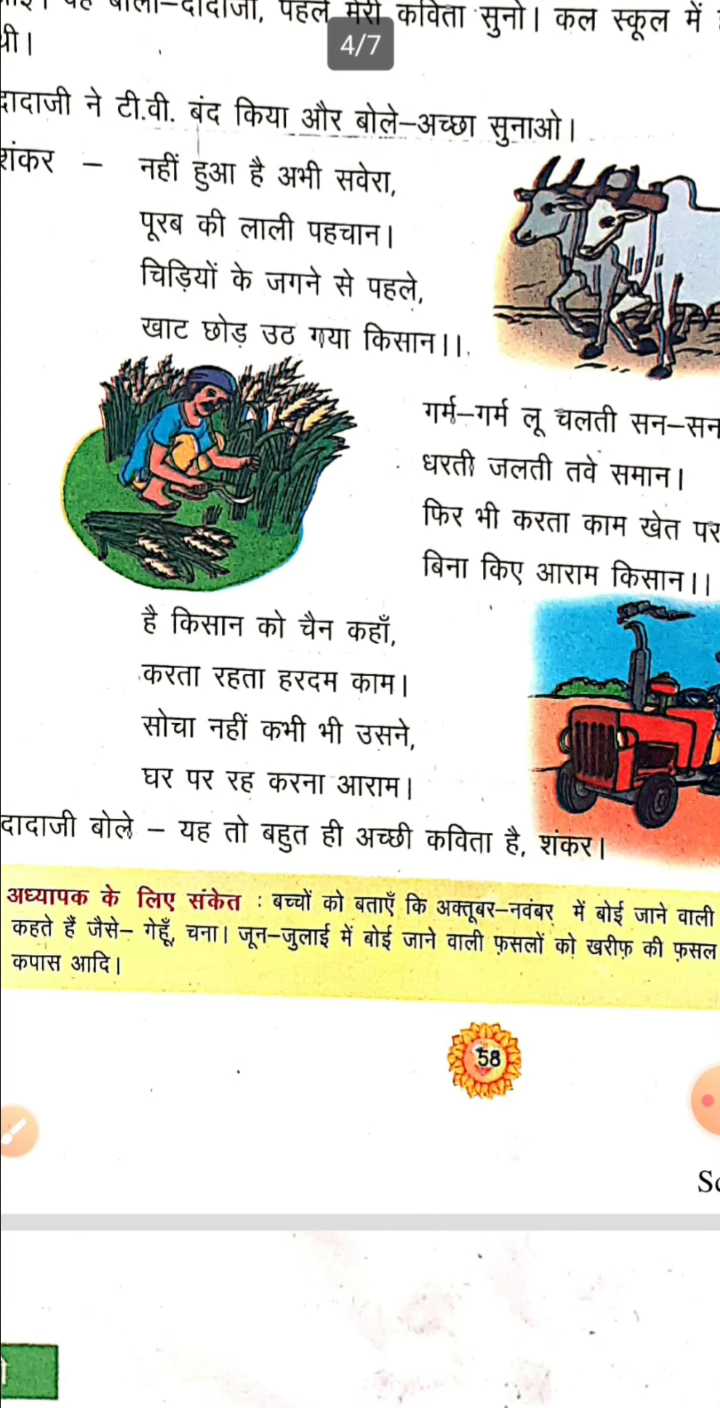 दादाजी, पहले मेरी कविता सुनो। कल स्कूल में
4/7
थी।
दादाजी ने टी.वी. बंद किया और बोले–अच्छा सुनाओ।
शंकर – नहीं हुआ है अभी सवेरा,
पूरब की लाली पहचान।
चिड़ियों के जगने से पहले,
खाट छोड़ उठ गया किसान।।
गर्म–गर्म लू चलती सन–सन
धरती जलती तवे समान।
फिर भी करता काम खेत पर
बिना किए आराम किसान।।
है किसान को चैन कहाँ,
करता रहता हरदम काम।
सोचा नहीं कभी भी उसने,
घर पर रह करना आराम।
दादाजी बोले – यह तो बहुत ही अच्छी कविता है, शंकर।
अध्यापक के लिए संकेत : बच्चों को बताएँ कि अक्तूबर–नवंबर में बोई जाने वाली
कहते हैं जैसे– गेहूँ, चना। जून–जुलाई में बोई जाने वाली फ़सलों को खरीफ़ की फ़सल
कपास आदि।
58